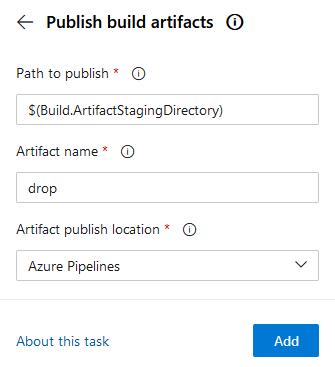 Publish build artifacts
Path to publish *
$(Build.ArtifactStagingDirectory)
Artifact name *
drop
Artifact publish location *
Azure Pipelines
About this task
Add